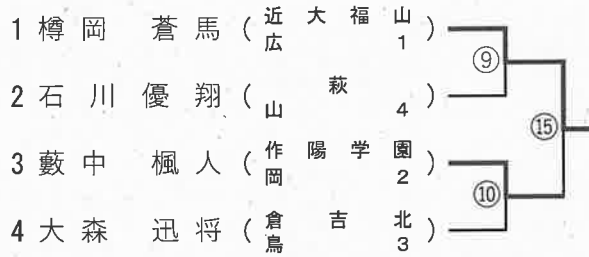 1 樽岡 蒼馬 (近大福山 広1)
⑨
2 石川優翔 (萩 山4)
⑮
3 藪中 楓人 (作陽学園 岡2)
⑩
4 大森 迅将 (倉吉北 鳥3)